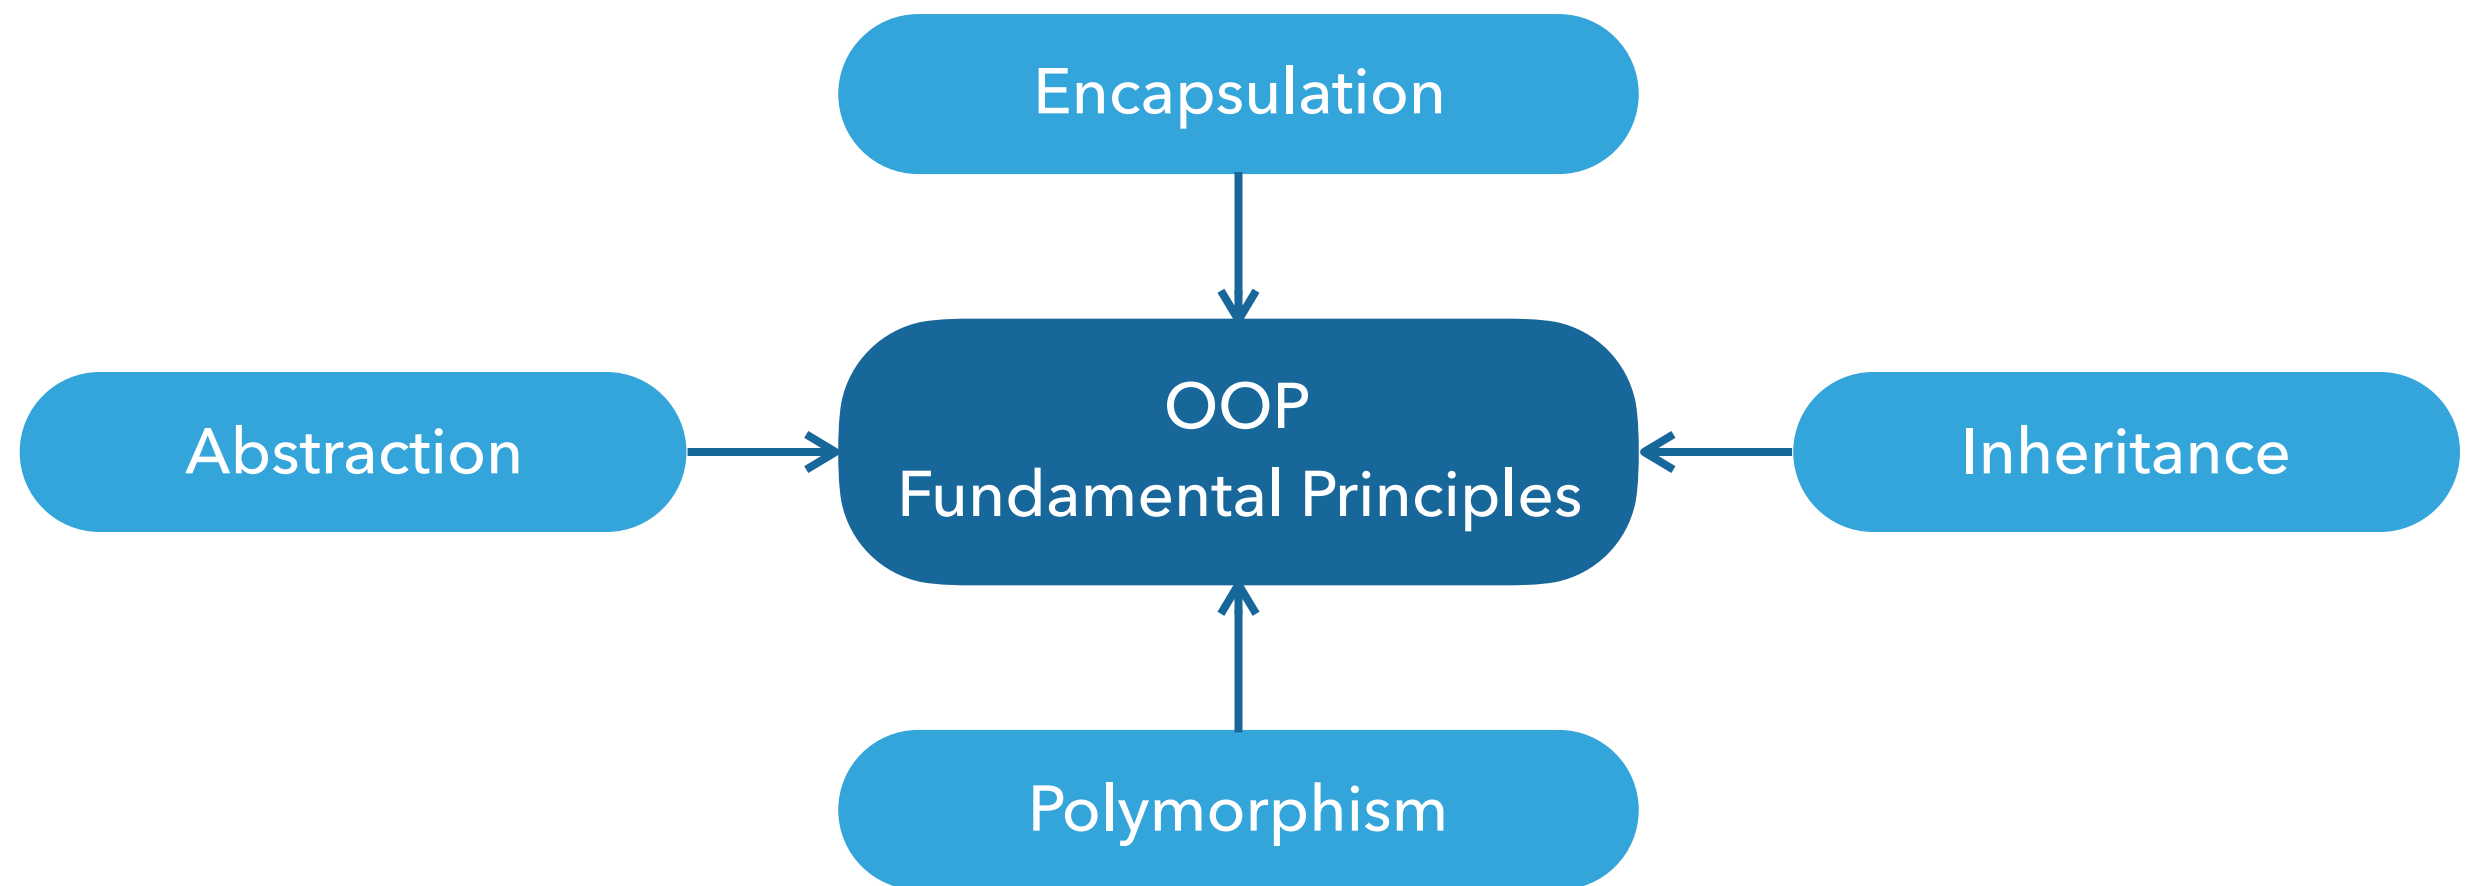 Encapsulation
OOP
Fundamental Principles
Abstraction
Inheritance
Polymorphism